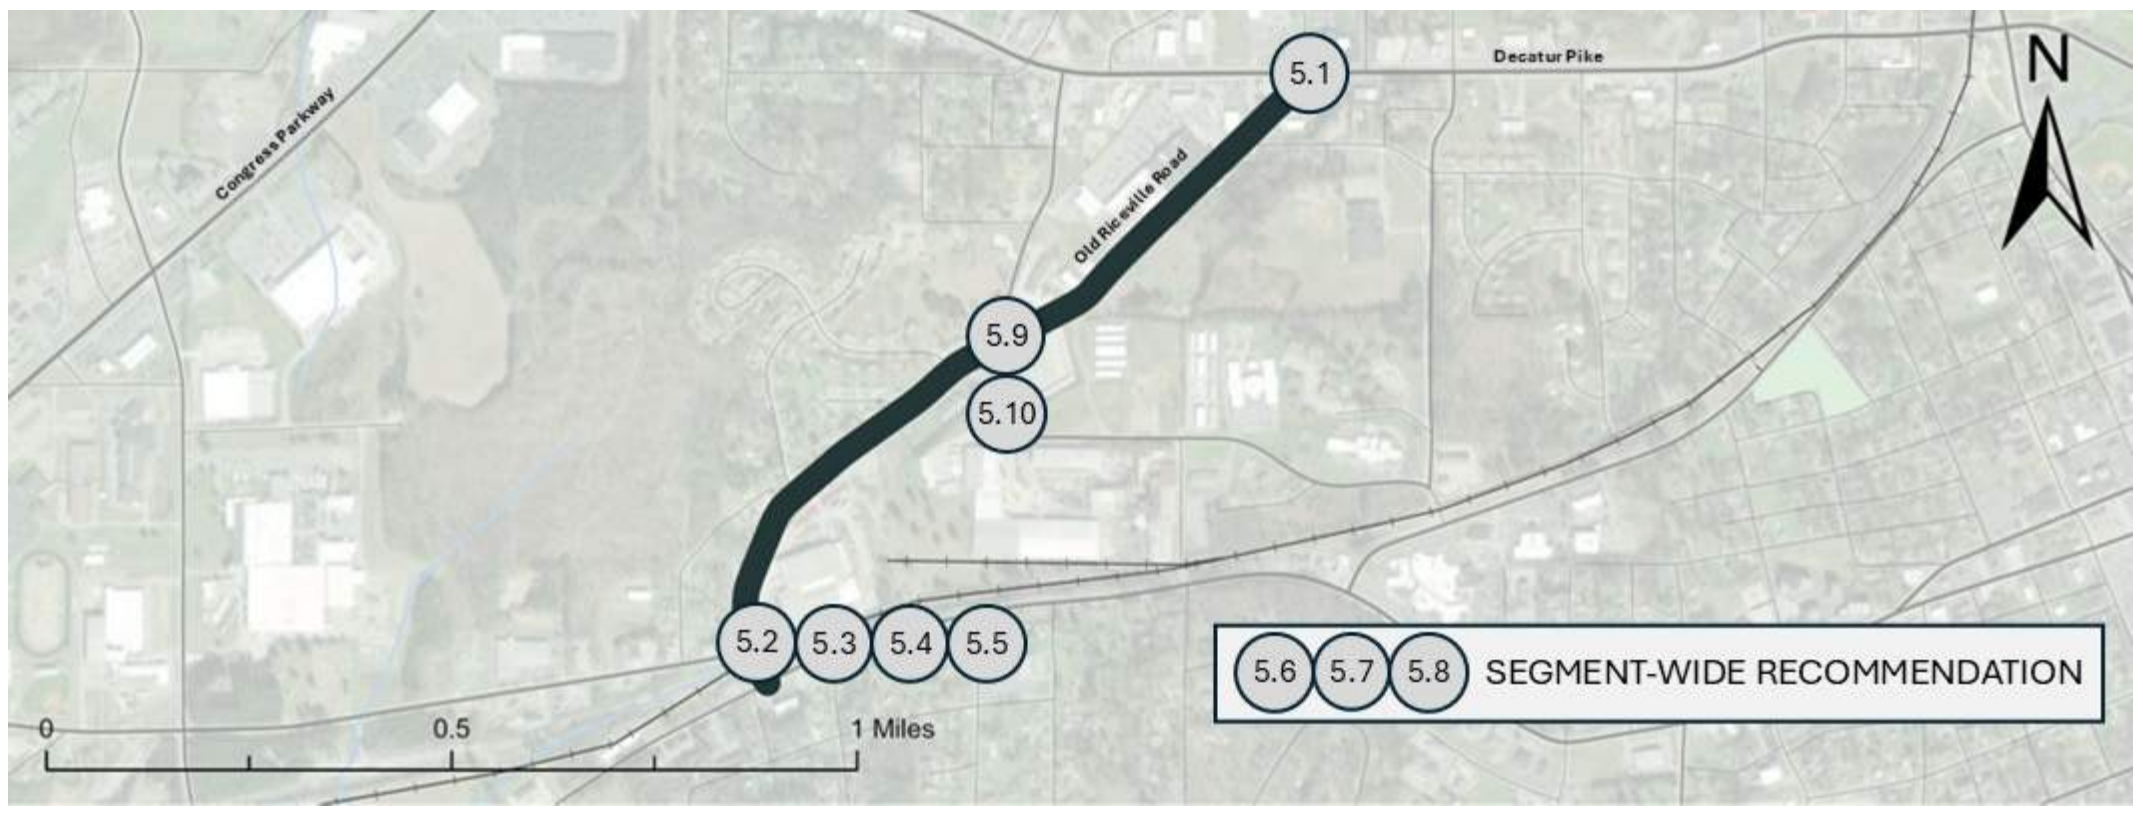 5.1
Decatur Pike
N
Congress Parkway
Old Riceville Road
5.9
5.10
5.2 5.3 5.4 5.5
5.6 5.7 5.8 SEGMENT-WIDE RECOMMENDATION
0 0.5 1 Miles